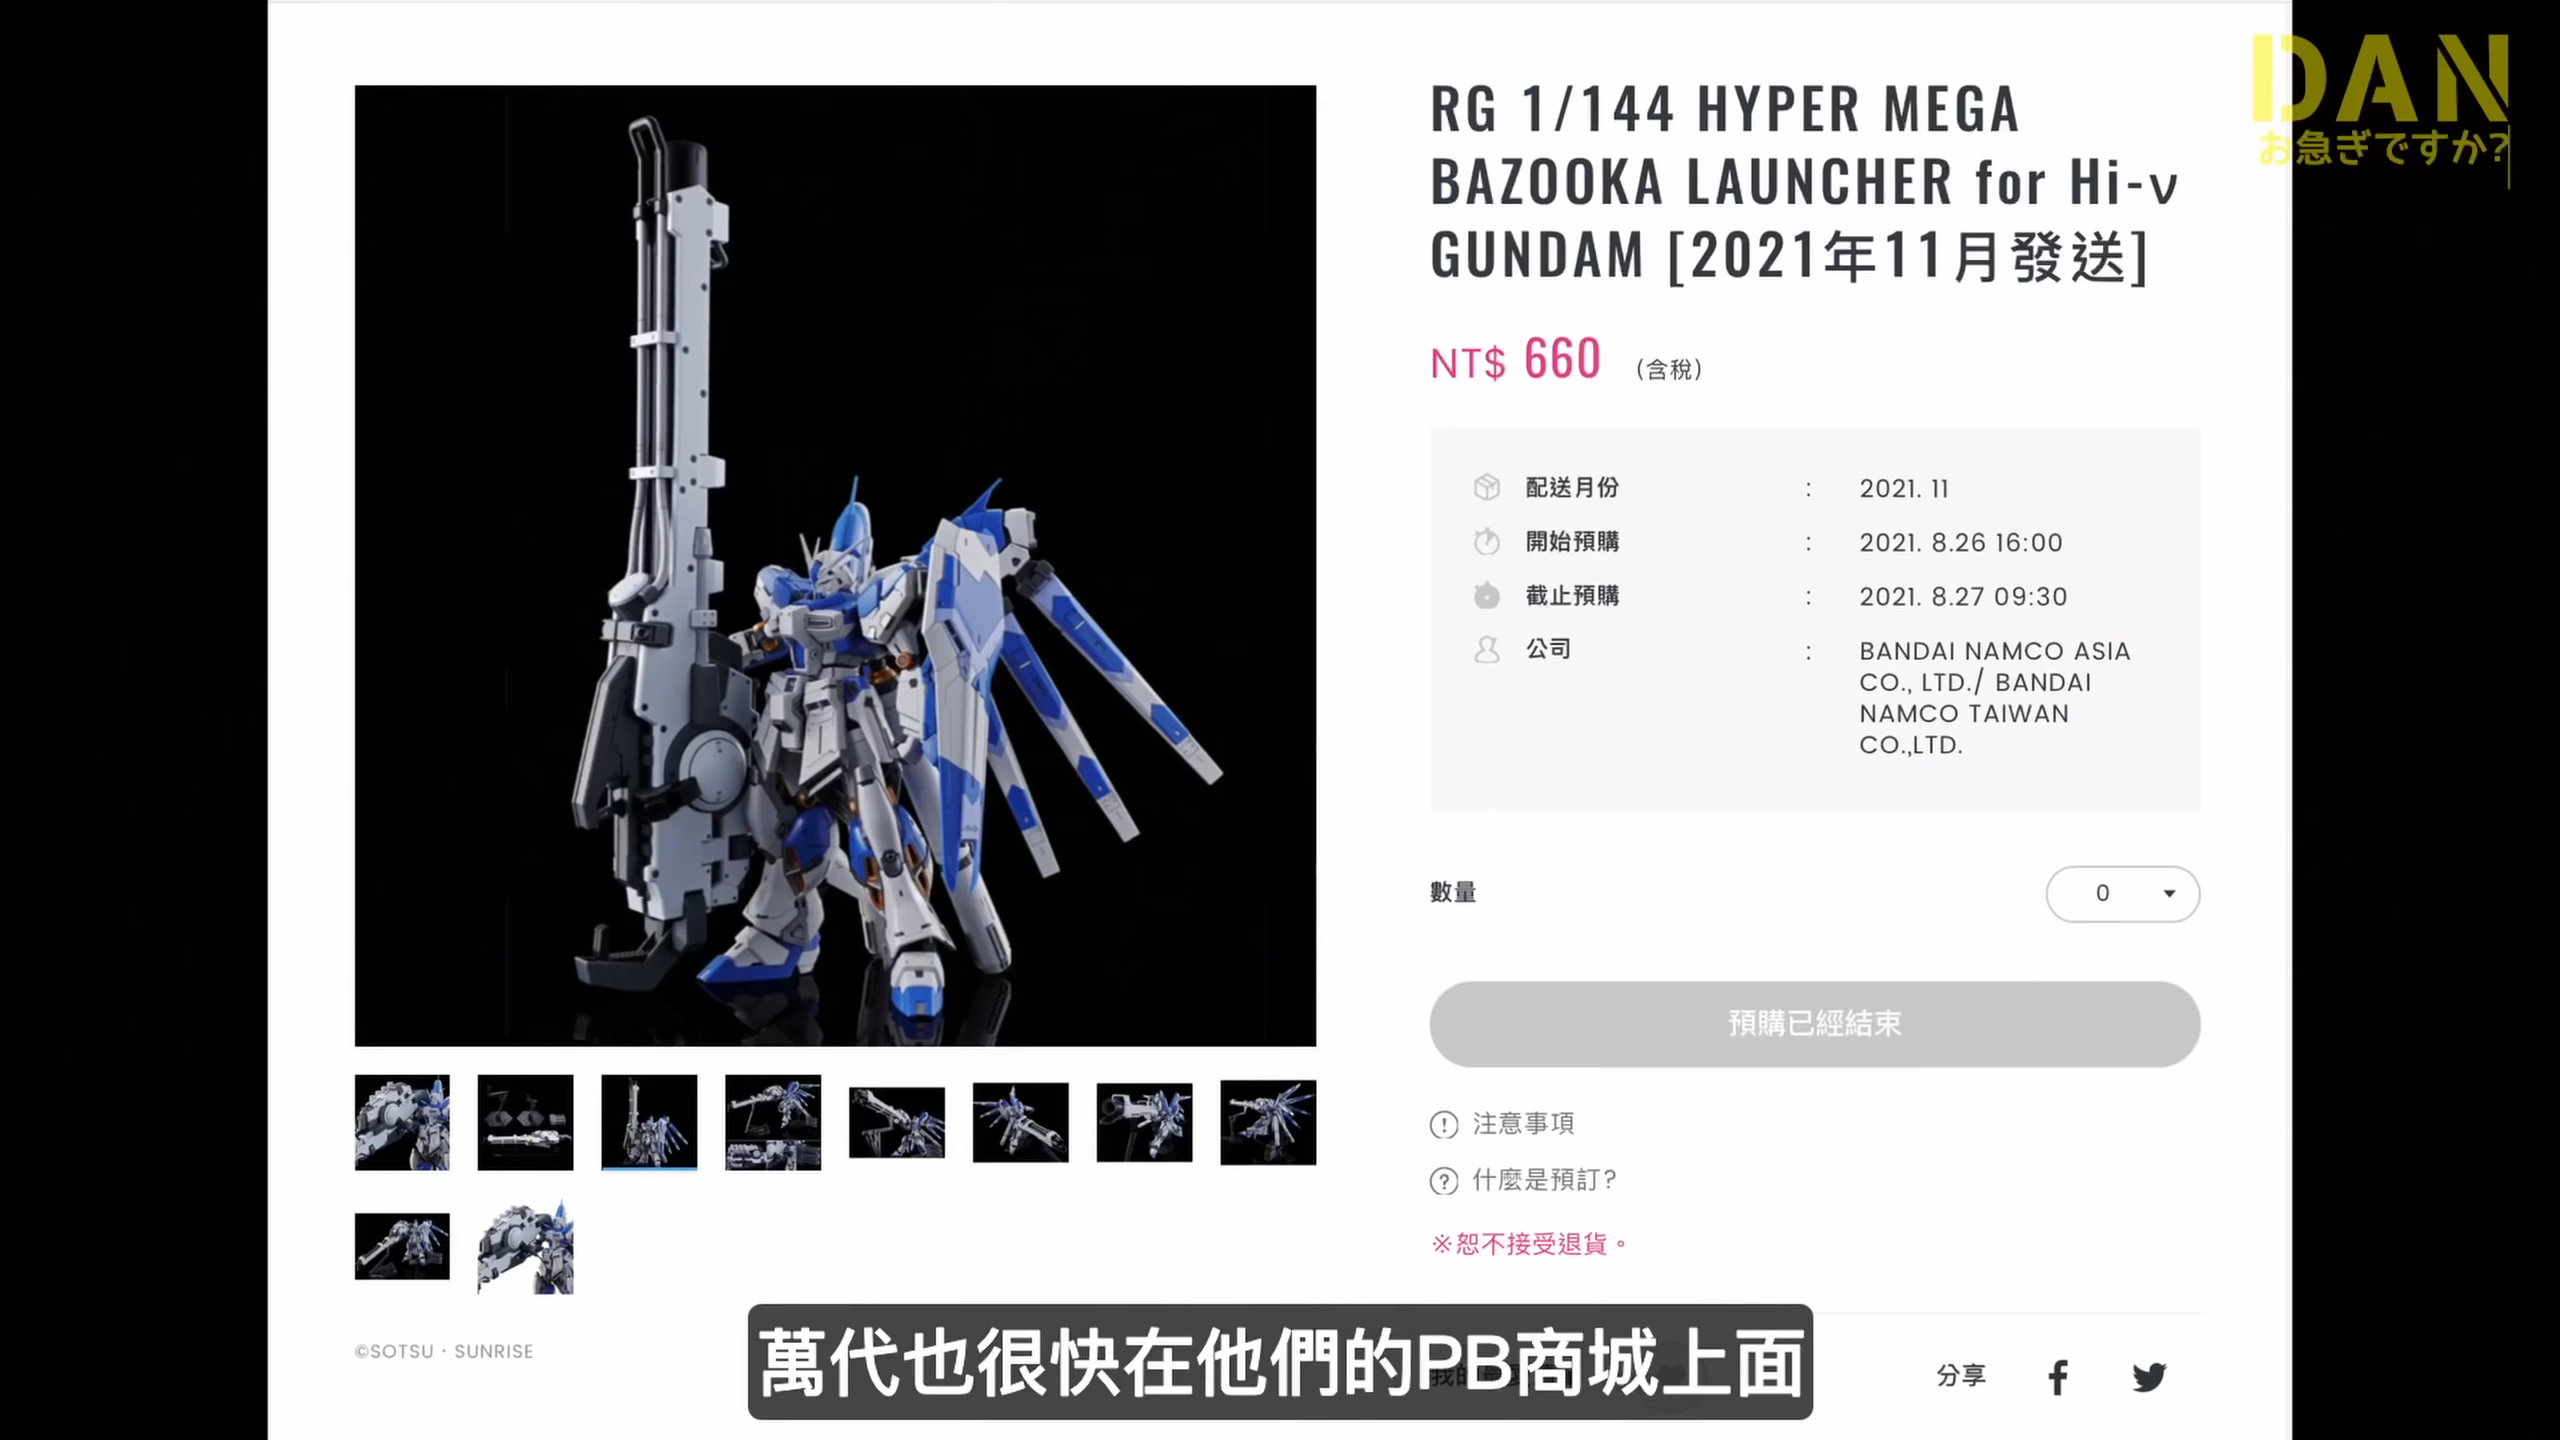 DAN
お急ぎですか?
RG 1/144 HYPER MEGA
BAZOOKA LAUNCHER for Hi-ν
GUNDAM [2021年11月發送]
NT$ 660 (含税)
配送月份 : 2021. 11
開始預購 : 2021. 8.26 16:00
截止預購 : 2021. 8.27 09:30
公司 : BANDAI NAMCO ASIA
CO., LTD./ BANDAI
NAMCO TAIWAN
CO.,LTD.
數量 0
預購已經結束
注意事項
什麼是預訂?
※恕不接受退貨。
©SOTSU・SUNRISE
萬代也很快在他們的PB商城上面
分享